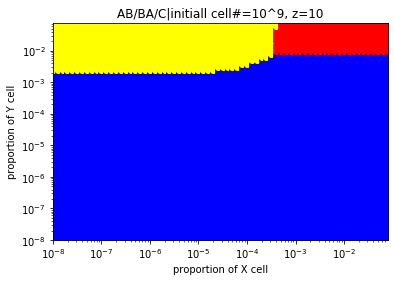 AB/BA/C|initiall cell#=10^9, z=10
proportion of Y cell
10⁻²
10⁻³
10⁻⁴
10⁻⁵
10⁻⁶
10⁻⁷
10⁻⁸
10⁻⁸ 10⁻⁷ 10⁻⁶ 10⁻⁵ 10⁻⁴ 10⁻³ 10⁻²
proportion of X cell